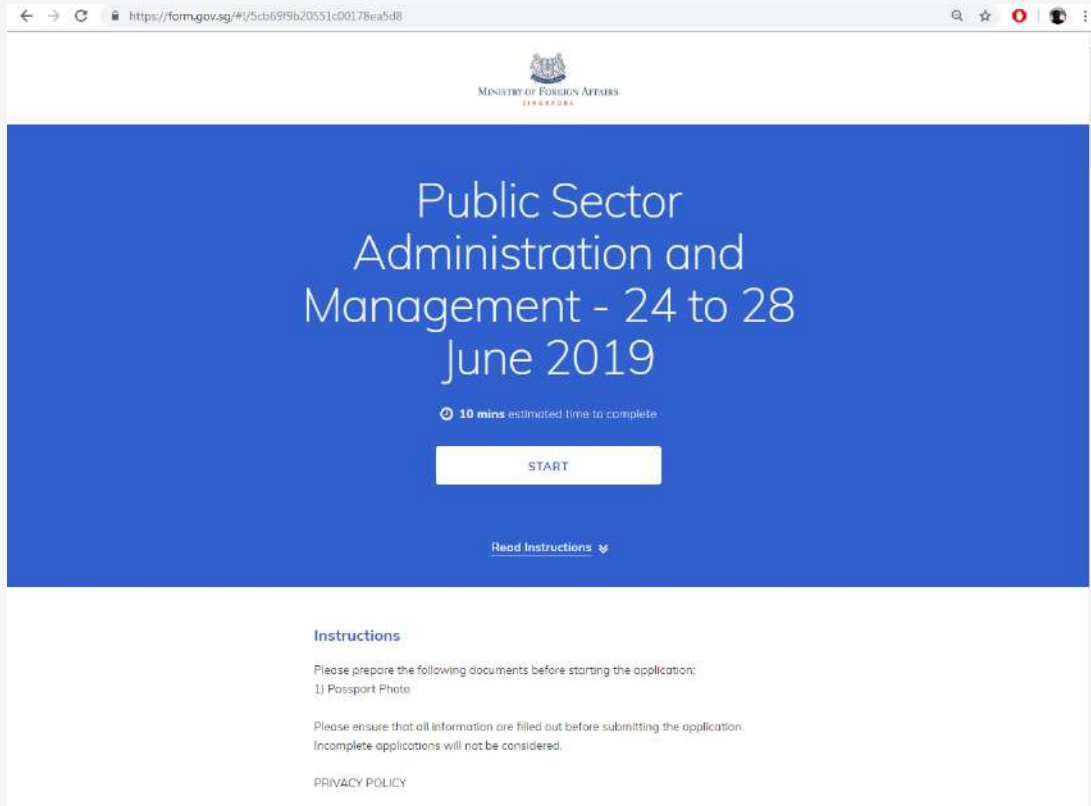 https://form.gov.sg/#!/5cb69f9b20551c00178ea5d8
MINISTRY OF FOREIGN AFFAIRS
SINGAPORE
Public Sector
Administration and
Management - 24 to 28
June 2019
10 mins estimated time to complete
START
Read Instructions
Instructions
Please prepare the following documents before starting the application:
1) Passport Photo
Please ensure that all information are filled out before submitting the application.
Incomplete applications will not be considered.
PRIVACY POLICY